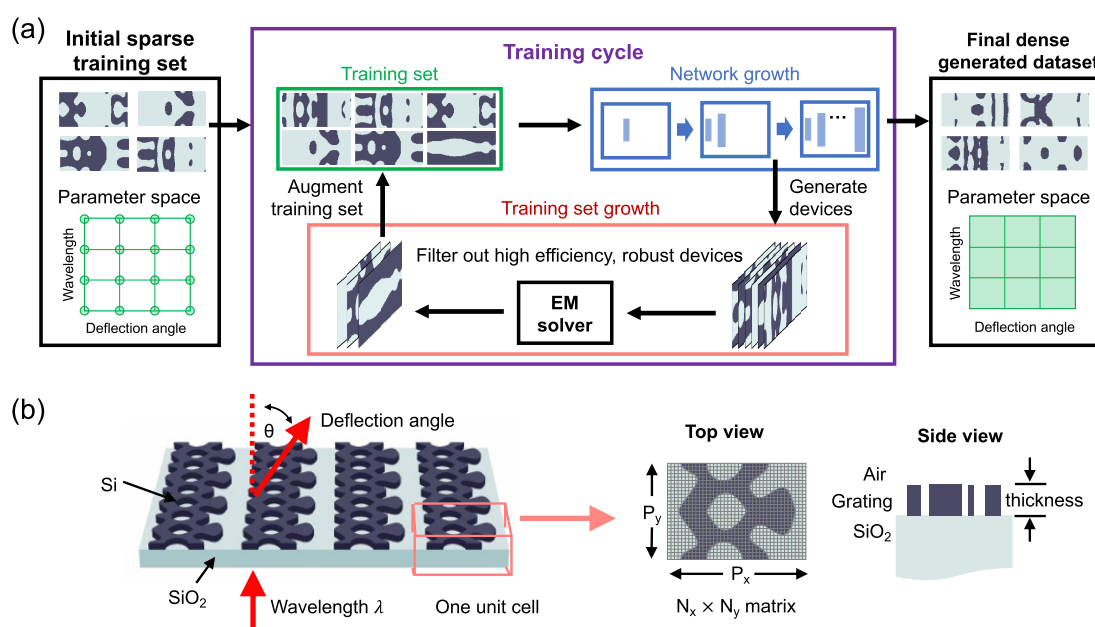 (a)
Initial sparse
training set
Parameter space
Wavelength
Deflection angle
Training cycle
Training set
Network growth
...
Augment
training set
Generate
devices
Training set growth
Filter out high efficiency, robust devices
EM
solver
Final dense
generated dataset
Parameter space
Wavelength
Deflection angle
(b)
θ
Deflection angle
Si
SiO₂
Wavelength λ
One unit cell
Top view
Pᵧ
Pₓ
Nₓ × Nᵧ matrix
Side view
Air
Grating
SiO₂
thickness